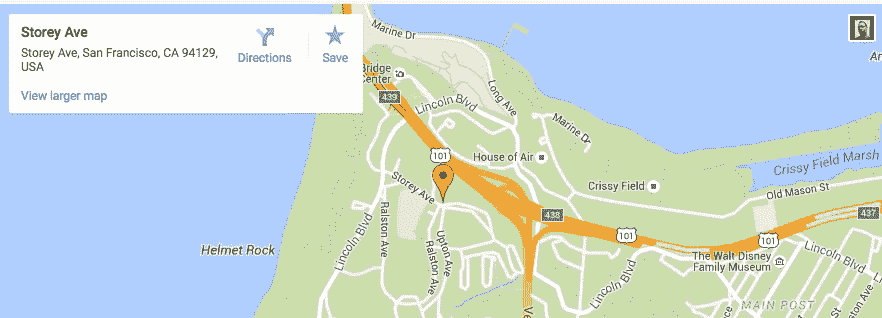 Storey Ave
Storey Ave, San Francisco, CA 94129,
USA
View larger map
Directions
Save
Marine Dr
Bridge
Center
439
Lincoln Blvd
Long Ave
Marine Dr
101
House of Air
Crissy Field
Crissy Field Marsh
Old Mason St
Storey Ave
438
437
101
101
Helmet Rock
Lincoln Blvd
Ralston Ave
Upton Ave
Ralston Ave
The Walt Disney
Family Museum
Lincoln Blvd
Lincoln Blvd
MAIN POST